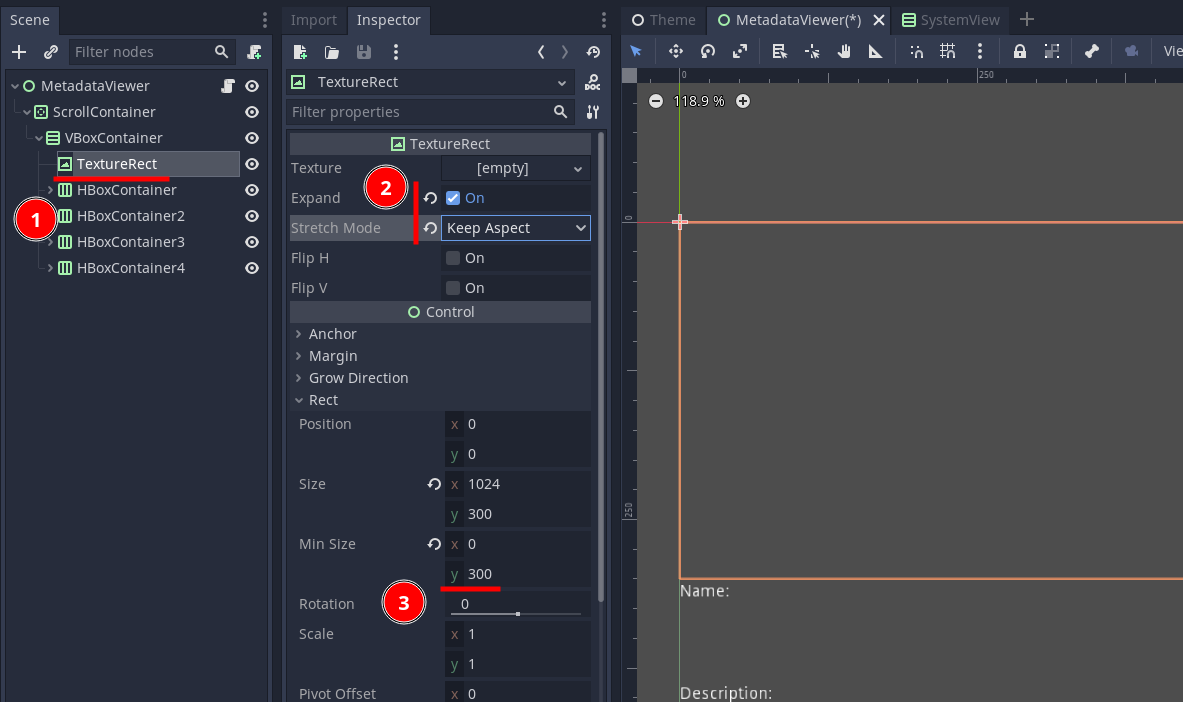 Scene
Filter nodes
MetadataViewer
ScrollContainer
VBoxContainer
TextureRect
HBoxContainer
1
HBoxContainer2
HBoxContainer3
HBoxContainer4
Import Inspector
TextureRect
DOC
Filter properties
TextureRect
Texture [empty]
2
Expand On
Stretch Mode Keep Aspect
Flip H On
Flip V On
Control
Anchor
Margin
Grow Direction
Rect
Position x 0
y 0
Size x 1024
y 300
Min Size x 0
y 300
3
Rotation 0
Scale x 1
y 1
Pivot Offset x 0
Theme MetadataViewer(*) SystemView
Vie
0 250
118.9 %
0
250
Name:
Description: